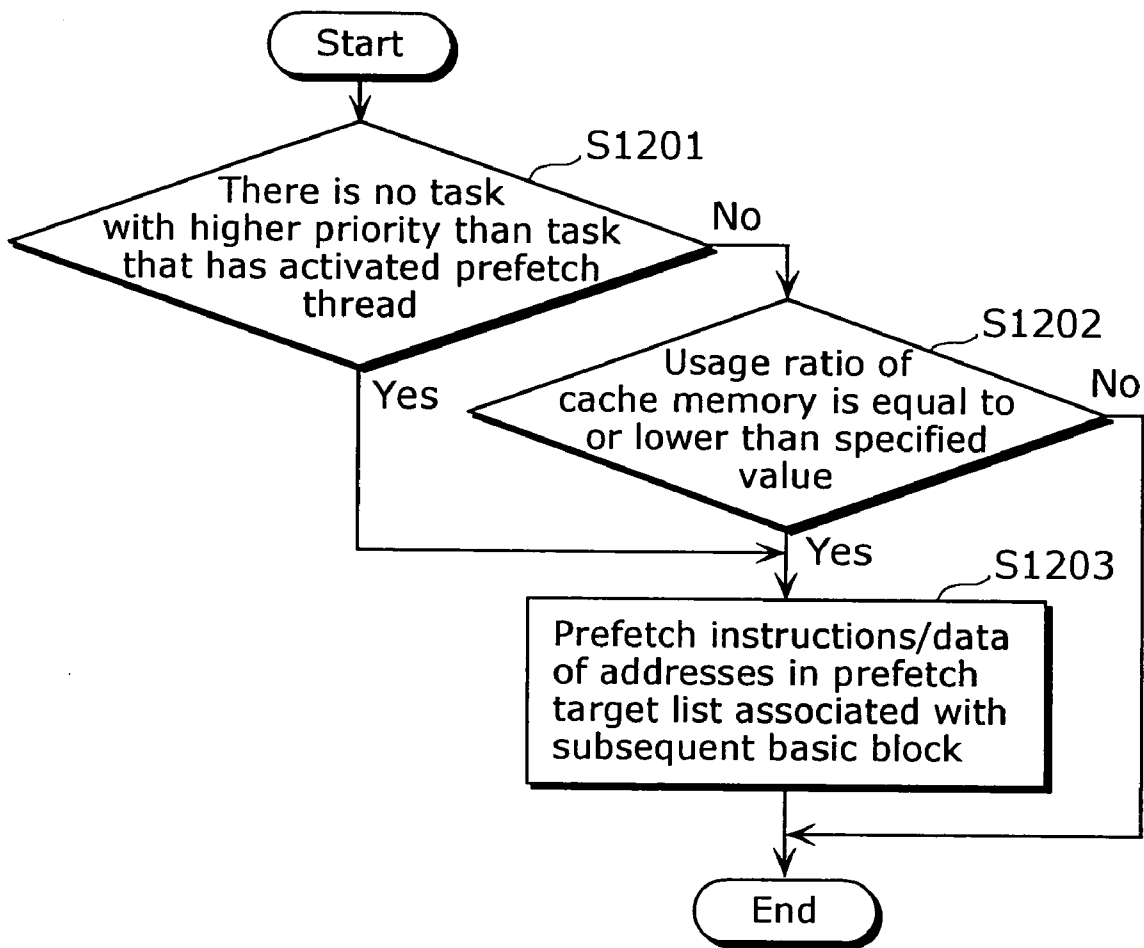 Start
S1201
There is no task
with higher priority than task
that has activated prefetch
thread
No
Yes
S1202
Usage ratio of
cache memory is equal to
or lower than specified
value
No
Yes
S1203
Prefetch instructions/data
of addresses in prefetch
target list associated with
subsequent basic block
End